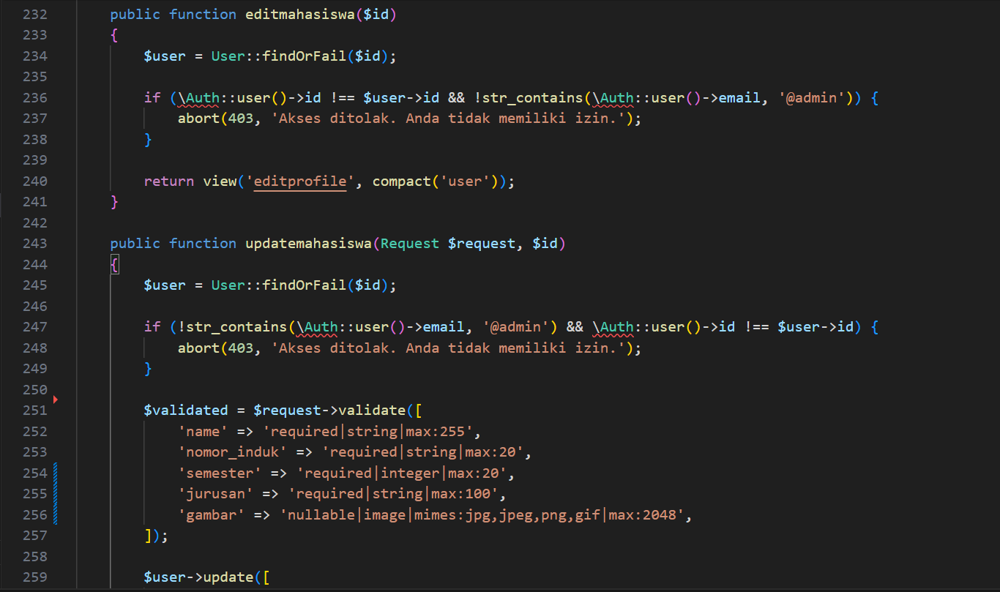 232 public function editmahasiswa($id)
233 {
234 $user = User::findOrFail($id);
235
236 if (\Auth::user()->id !== $user->id && !str_contains(\Auth::user()->email, '@admin')) {
237 abort(403, 'Akses ditolak. Anda tidak memiliki izin.');
238 }
239
240 return view('editprofile', compact('user'));
241 }
242
243 public function updatemahasiswa(Request $request, $id)
244 {
245 $user = User::findOrFail($id);
246
247 if (!str_contains(\Auth::user()->email, '@admin') && \Auth::user()->id !== $user->id) {
248 abort(403, 'Akses ditolak. Anda tidak memiliki izin.');
249 }
250
251 $validated = $request->validate([
252 'name' => 'required|string|max:255',
253 'nomor_induk' => 'required|string|max:20',
254 'semester' => 'required|integer|max:20',
255 'jurusan' => 'required|string|max:100',
256 'gambar' => 'nullable|image|mimes:jpg,jpeg,png,gif|max:2048',
257 ]);
258
259 $user->update([